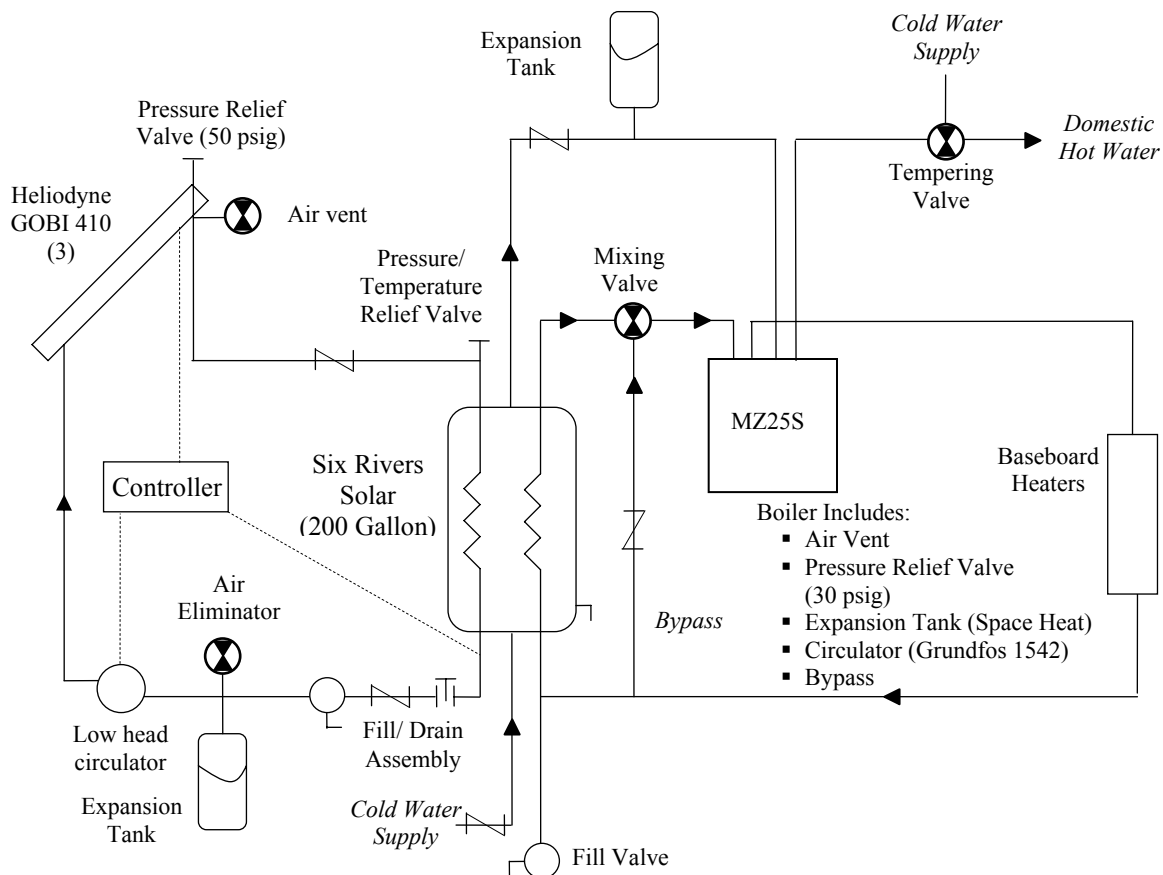 Expansion
Tank
Cold Water
Supply
Pressure Relief
Valve (50 psig)
Domestic
Hot Water
Tempering
Valve
Heliodyne
GOBI 410
(3)
Air vent
Pressure/
Temperature
Relief Valve
Mixing
Valve
MZ25S
Six Rivers
Solar
(200 Gallon)
Baseboard
Heaters
Controller
Boiler Includes:
▪ Air Vent
▪ Pressure Relief Valve
(30 psig)
▪ Expansion Tank (Space Heat)
▪ Circulator (Grundfos 1542)
▪ Bypass
Air
Eliminator
Bypass
Low head
circulator
Fill/ Drain
Assembly
Expansion
Tank
Cold Water
Supply
Fill Valve